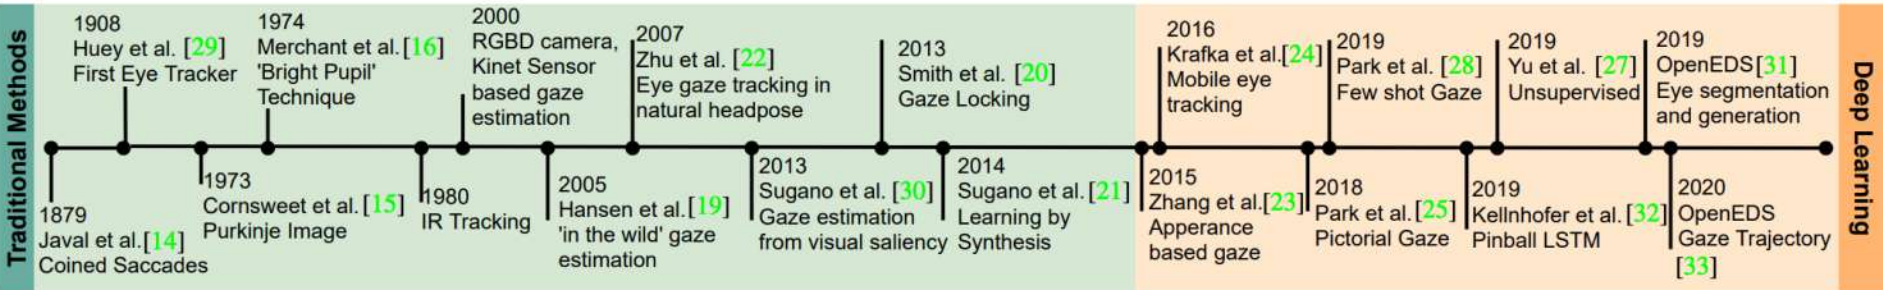 Traditional Methods
1879
Javal et al.[14]
Coined Saccades
1908
Huey et al. [29]
First Eye Tracker
1973
Cornsweet et al. [15]
Purkinje Image
1974
Merchant et al.[16]
'Bright Pupil'
Technique
1980
IR Tracking
2000
RGBD camera,
Kinet Sensor
based gaze
estimation
2005
Hansen et al.[19]
'in the wild' gaze
estimation
2007
Zhu et al. [22]
Eye gaze tracking in
natural headpose
2013
Sugano et al. [30]
Gaze estimation
from visual saliency
2013
Smith et al. [20]
Gaze Locking
2014
Sugano et al. [21]
Learning by
Synthesis
2015
Zhang et al.[23]
Apperance
based gaze
2016
Krafka et al.[24]
Mobile eye
tracking
2018
Park et al.[25]
Pictorial Gaze
2019
Park et al. [28]
Few shot Gaze
2019
Kellnhofer et al. [32]
Pinball LSTM
2019
Yu et al. [27]
Unsupervised
2019
OpenEDS[31]
Eye segmentation
and generation
2020
OpenEDS
Gaze Trajectory
[33]
Deep Learning